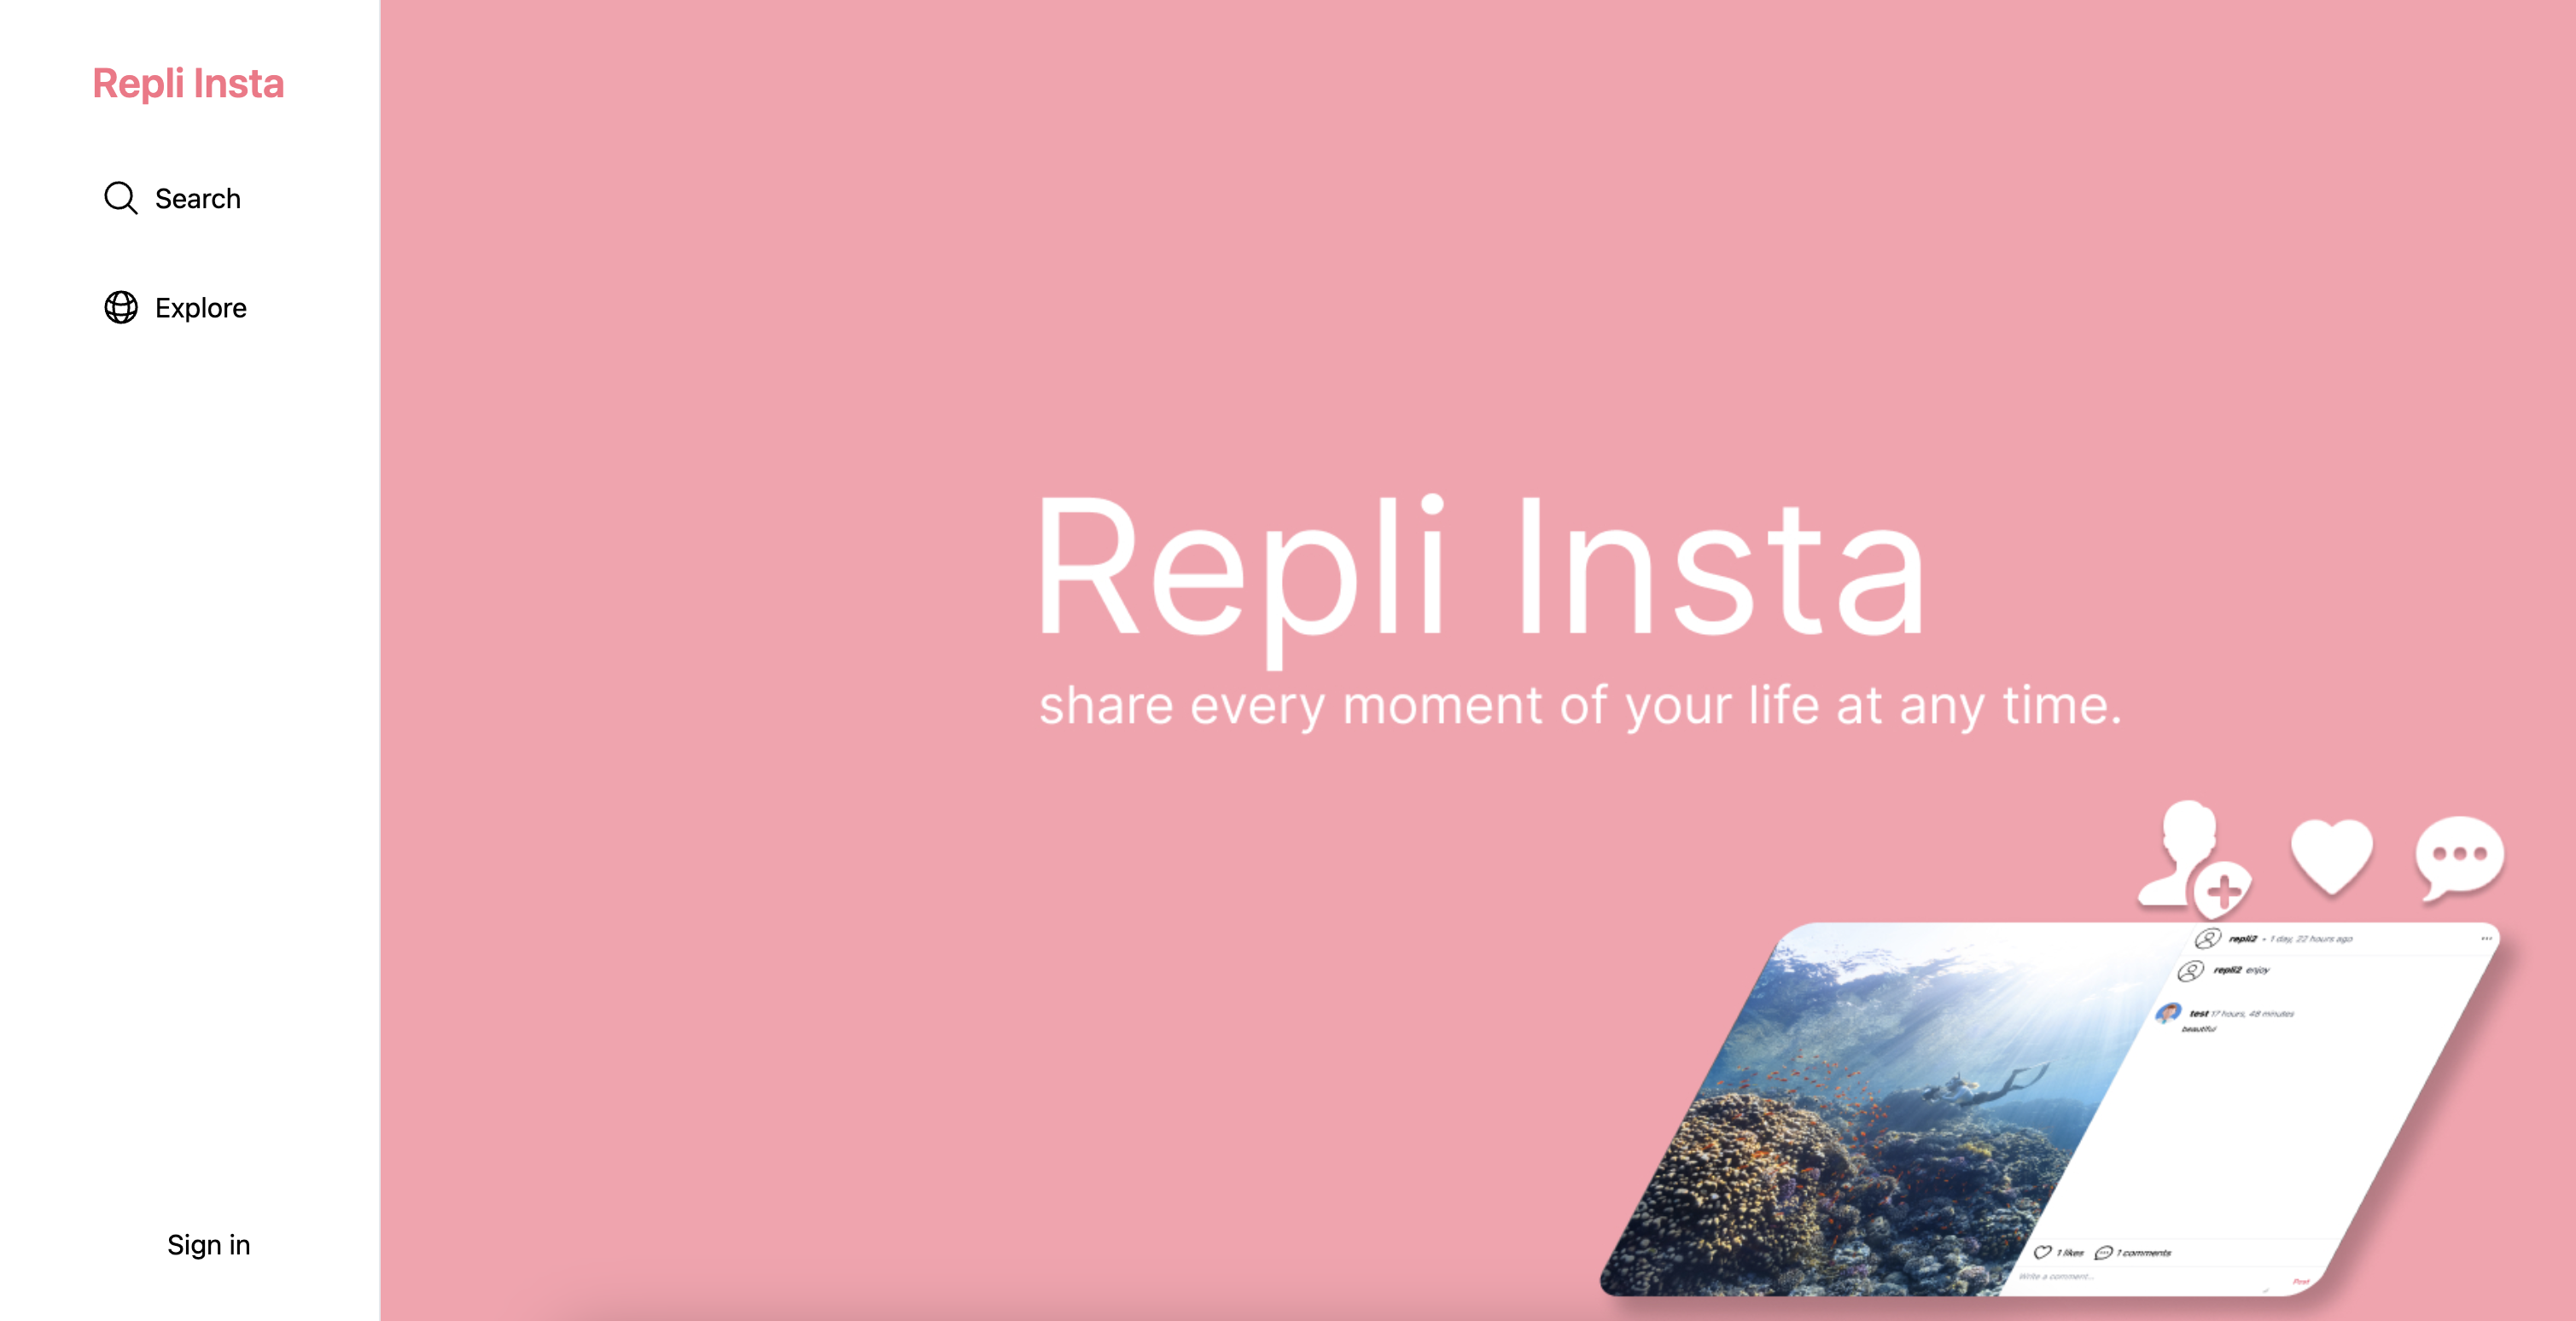 Repli Insta
Search
Explore
Sign in
Repli Insta
share every moment of your life at any time.
repli2 • 1 day, 22 hours ago
repli2 enjoy
test 17 hours, 48 minutes
beautiful
1 likes 1 comments
Write a comment...
Post